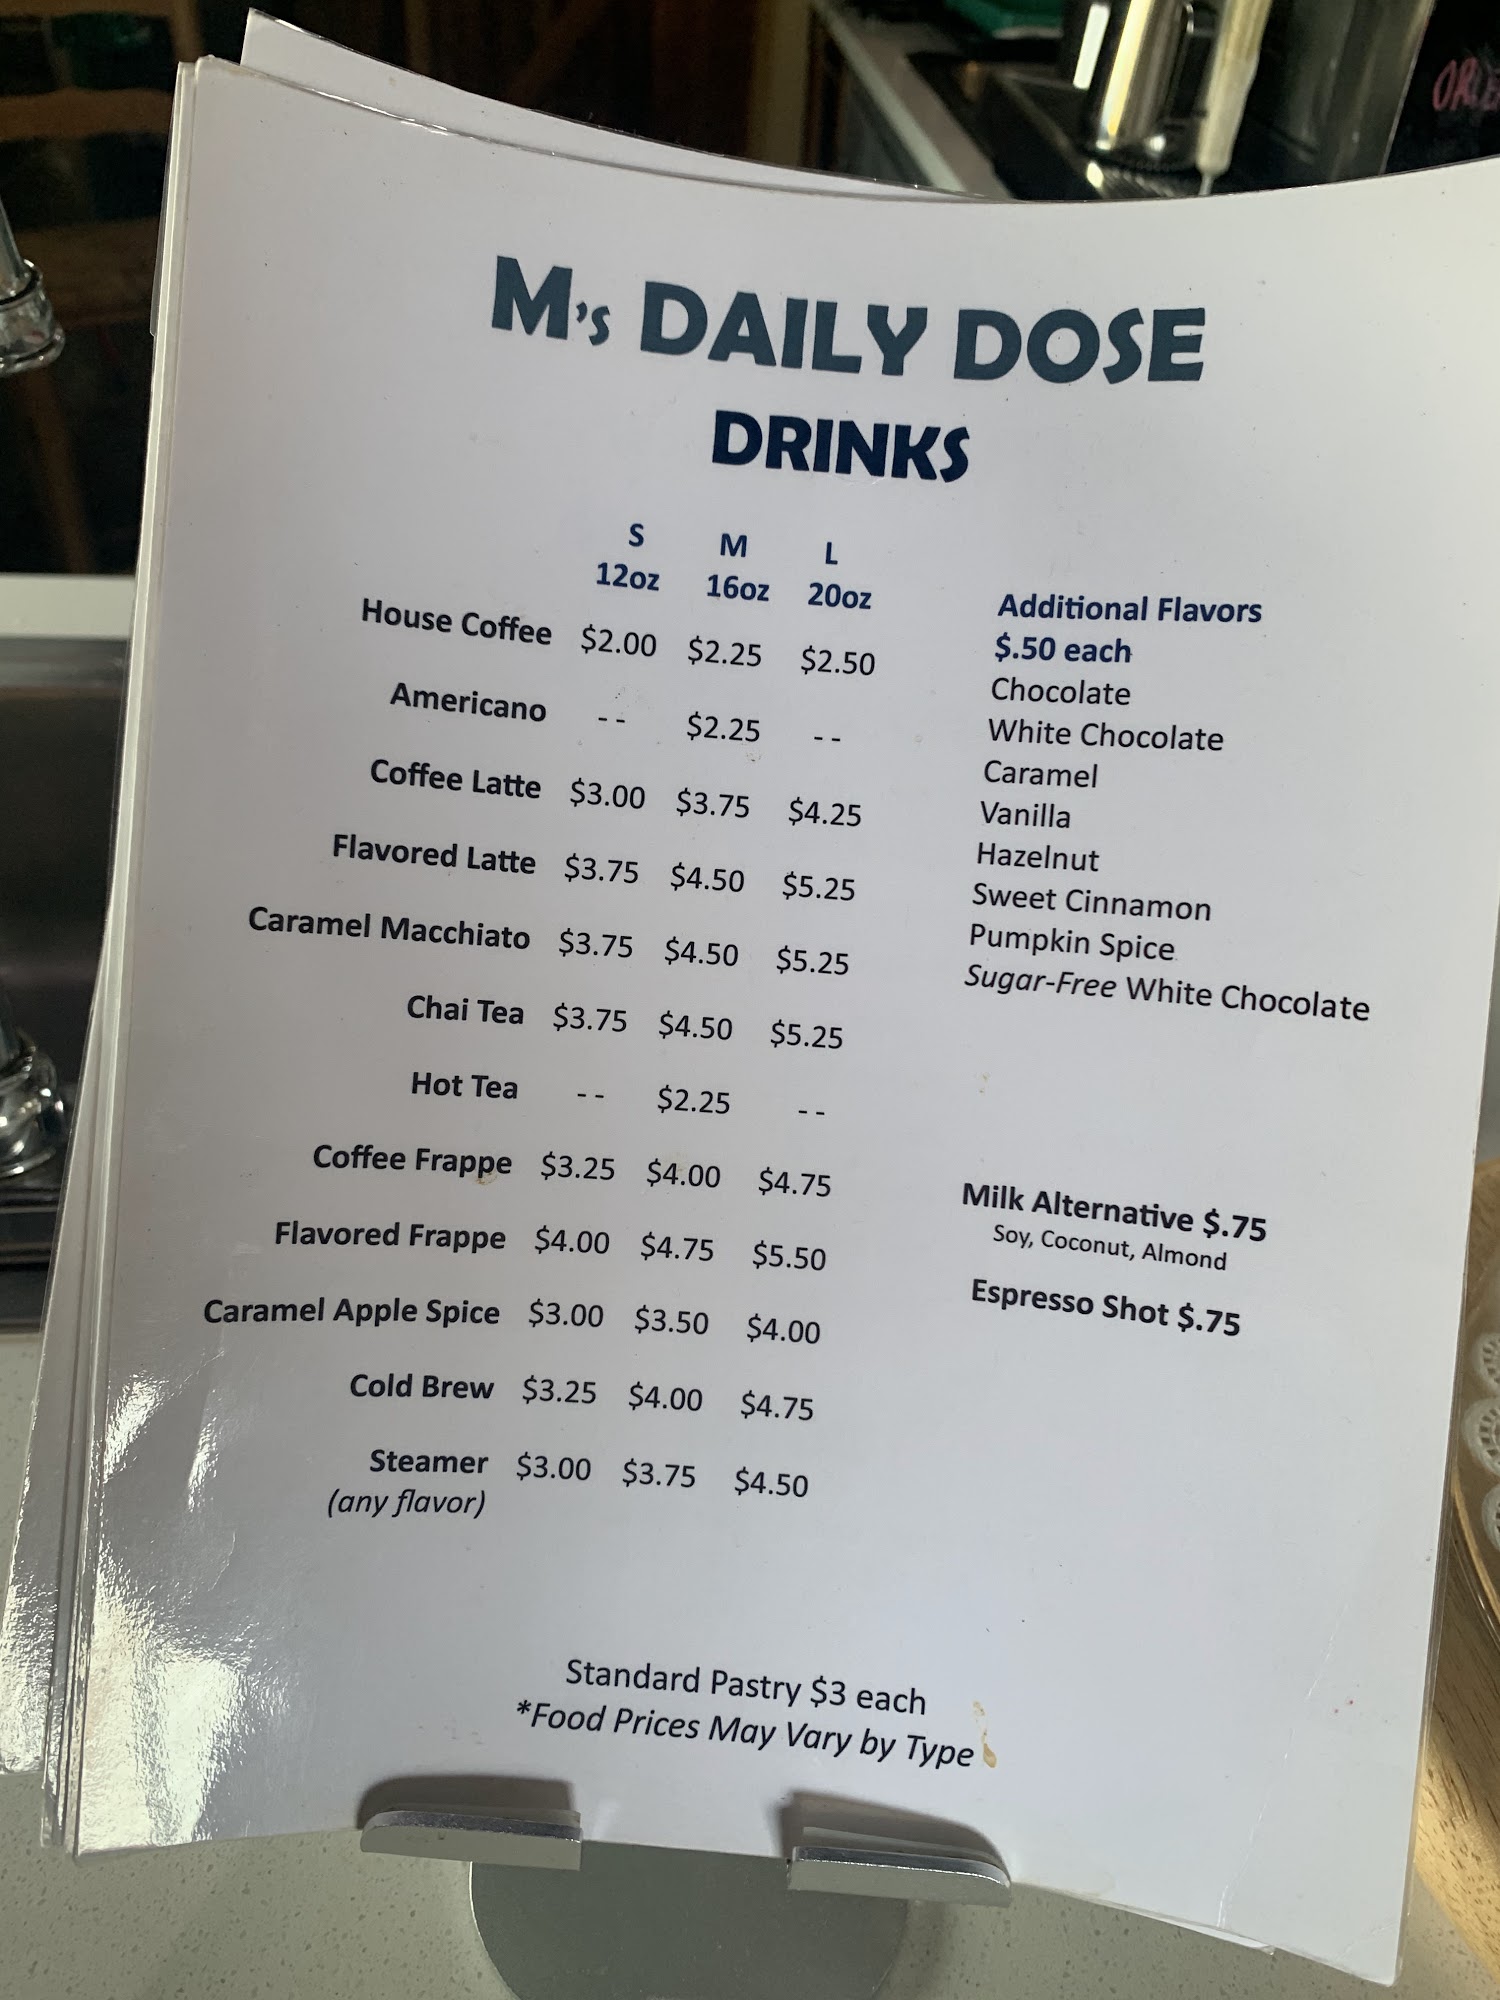 M's DAILY DOSE
DRINKS
S M L
12oz 16oz 20oz
House Coffee $2.00 $2.25 $2.50
Americano -- $2.25 --
Coffee Latte $3.00 $3.75 $4.25
Flavored Latte $3.75 $4.50 $5.25
Caramel Macchiato $3.75 $4.50 $5.25
Chai Tea $3.75 $4.50 $5.25
Hot Tea -- $2.25 --
Coffee Frappe $3.25 $4.00 $4.75
Flavored Frappe $4.00 $4.75 $5.50
Caramel Apple Spice $3.00 $3.50 $4.00
Cold Brew $3.25 $4.00 $4.75
Steamer $3.00 $3.75 $4.50
(any flavor)
Additional Flavors
$.50 each
Chocolate
White Chocolate
Caramel
Vanilla
Hazelnut
Sweet Cinnamon
Pumpkin Spice
Sugar-Free White Chocolate
Milk Alternative $.75
Soy, Coconut, Almond
Espresso Shot $.75
Standard Pastry $3 each
*Food Prices May Vary by Type